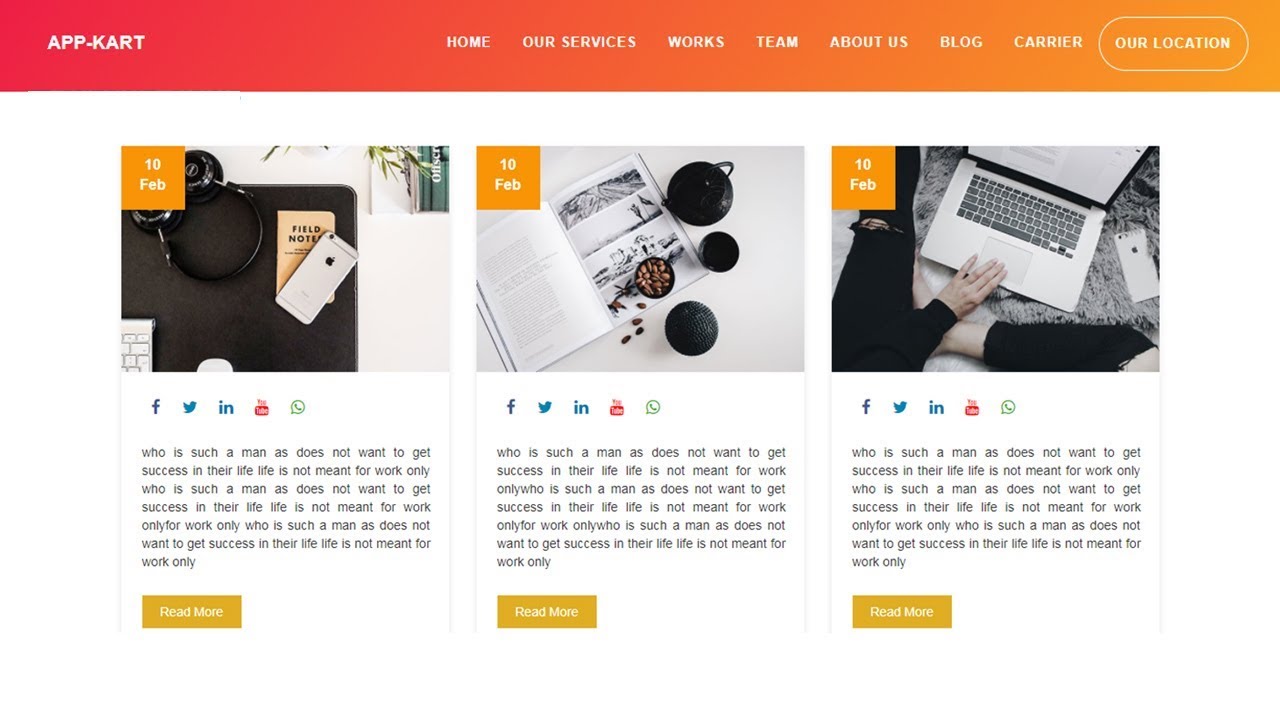 APP-KART HOME OUR SERVICES WORKS TEAM ABOUT US BLOG CARRIER OUR LOCATION
10
Feb
Offscr
FIELD
NOTES
who is such a man as does not want to get
success in their life life is not meant for work only
who is such a man as does not want to get
success in their life life is not meant for work
onlyfor work only who is such a man as does not
want to get success in their life life is not meant for
work only
Read More
10
Feb
who is such a man as does not want to get
success in their life life is not meant for work
onlywho is such a man as does not want to get
success in their life life is not meant for work
onlyfor work onlywho is such a man as does not
want to get success in their life life is not meant for
work only
Read More
10
Feb
who is such a man as does not want to get
success in their life life is not meant for work only
who is such a man as does not want to get
success in their life life is not meant for work
onlyfor work only who is such a man as does not
want to get success in their life life is not meant for
work only
Read More